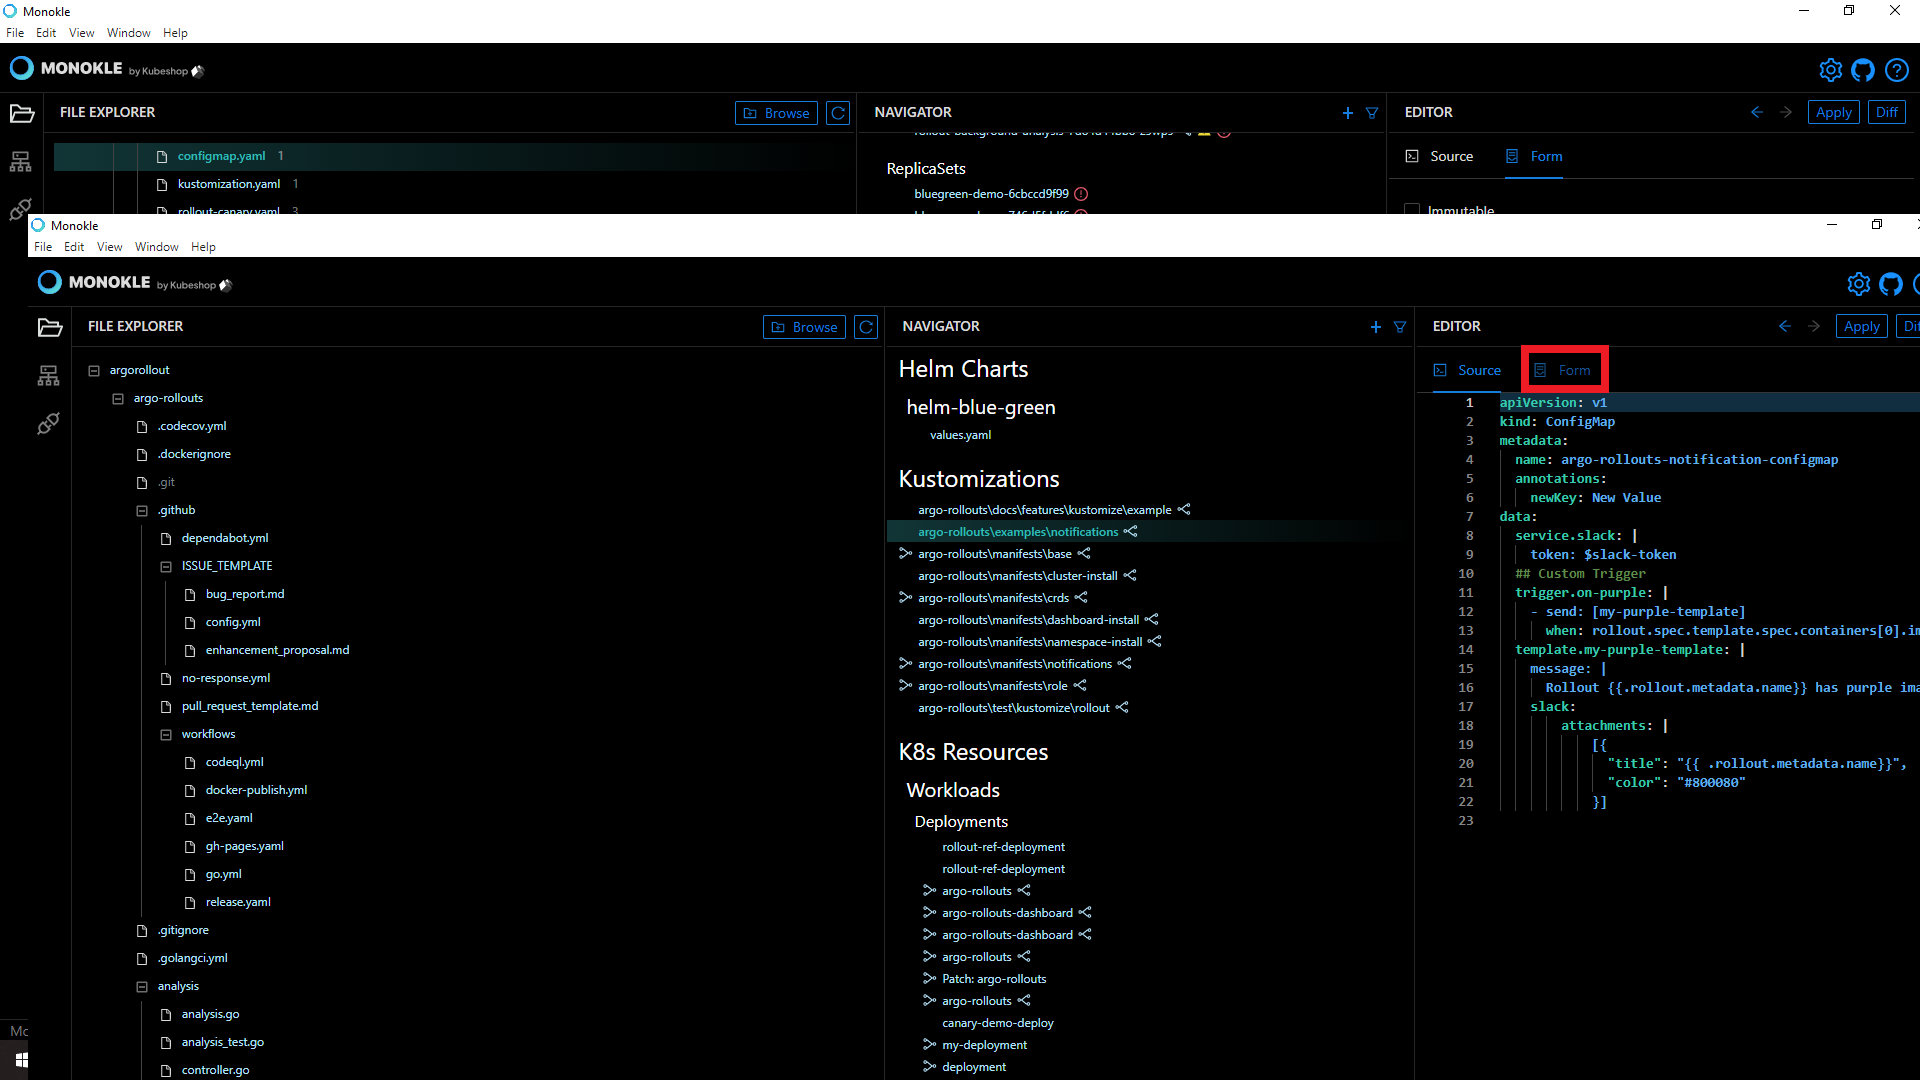 Monokle
File Edit View Window Help
MONOKLE by Kubeshop
FILE EXPLORER
Browse
configmap.yaml 1
kustomization.yaml 1
rollout-canary.yaml 3
NAVIGATOR
ReplicaSets
bluegreen-demo-6cbccd9f99
EDITOR
Apply
Diff
Source
Form
Immutable
Monokle
File Edit View Window Help
MONOKLE by Kubeshop
FILE EXPLORER
Browse
argorollout
argo-rollouts
.codecov.yml
.dockerignore
.git
.github
dependabot.yml
ISSUE_TEMPLATE
bug_report.md
config.yml
enhancement_proposal.md
no-response.yml
pull_request_template.md
workflows
codeql.yml
docker-publish.yml
e2e.yaml
gh-pages.yaml
go.yml
release.yaml
.gitignore
.golangci.yml
analysis
analysis.go
analysis_test.go
controller.go
NAVIGATOR
Helm Charts
helm-blue-green
values.yaml
Kustomizations
argo-rollouts\docs\features\kustomize\example
argo-rollouts\examples\notifications
argo-rollouts\manifests\base
argo-rollouts\manifests\cluster-install
argo-rollouts\manifests\crds
argo-rollouts\manifests\dashboard-install
argo-rollouts\manifests\namespace-install
argo-rollouts\manifests\notifications
argo-rollouts\manifests\role
argo-rollouts\test\kustomize\rollout
K8s Resources
Workloads
Deployments
rollout-ref-deployment
rollout-ref-deployment
argo-rollouts
argo-rollouts-dashboard
argo-rollouts-dashboard
argo-rollouts
Patch: argo-rollouts
argo-rollouts
canary-demo-deploy
my-deployment
deployment
EDITOR
Apply
Dif
Source
Form
1 apiVersion: v1
2 kind: ConfigMap
3 metadata:
4 name: argo-rollouts-notification-configmap
5 annotations:
6 newKey: New Value
7 data:
8 service.slack: |
9 token: $slack-token
10 ## Custom Trigger
11 trigger.on-purple: |
12 - send: [my-purple-template]
13 when: rollout.spec.template.spec.containers[0].im
14 template.my-purple-template: |
15 message: |
16 Rollout {{.rollout.metadata.name}} has purple ima
17 slack:
18 attachments: |
19 [{
20 "title": "{{ .rollout.metadata.name}}",
21 "color": "#800080"
22 }]
23
Mo